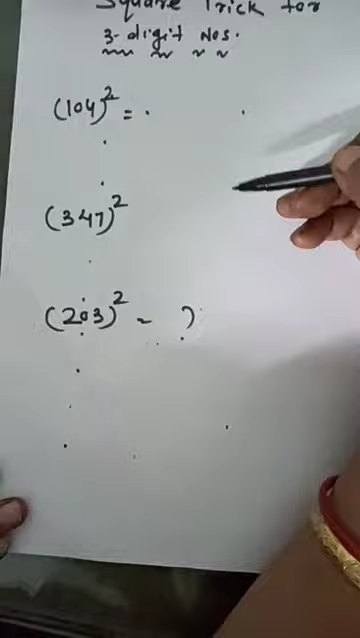 Square Trick for
3-digit Nos.
(104)² = .
(347)²
(203)² = ?